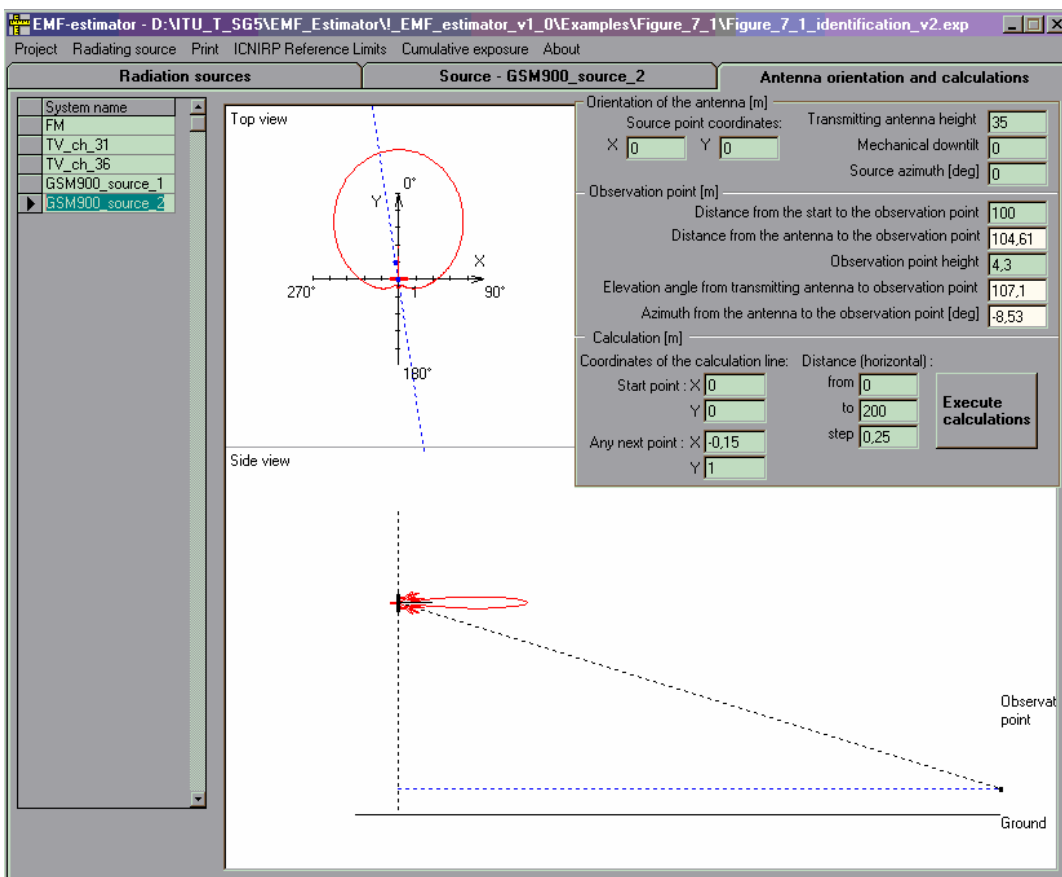 EMF-estimator - D:\ITU_T_SG5\EMF_Estimator\!_EMF_estimator_v1_0\Examples\Figure_7_1\Figure_7_1_identification_v2.exp
Project Radiating source Print ICNIRP Reference Limits Cumulative exposure About
Radiation sources Source - GSM900_source_2 Antenna orientation and calculations
System name
FM
TV_ch_31
TV_ch_36
GSM900_source_1
GSM900_source_2
Top view
0°
Y
X
270° 1 90°
180°
Side view
Observat
point
Ground
Orientation of the antenna [m]
Source point coordinates:
X 0 Y 0
Transmitting antenna height 35
Mechanical downtilt 0
Source azimuth [deg] 0
Observation point [m]
Distance from the start to the observation point 100
Distance from the antenna to the observation point 104,61
Observation point height 4,3
Elevation angle from transmitting antenna to observation point 107,1
Azimuth from the antenna to the observation point [deg] -8,53
Calculation [m]
Coordinates of the calculation line: Distance (horizontal) :
Start point : X 0 from 0
Y 0 to 200
Any next point : X -0,15 step 0,25
Y 1
Execute
calculations